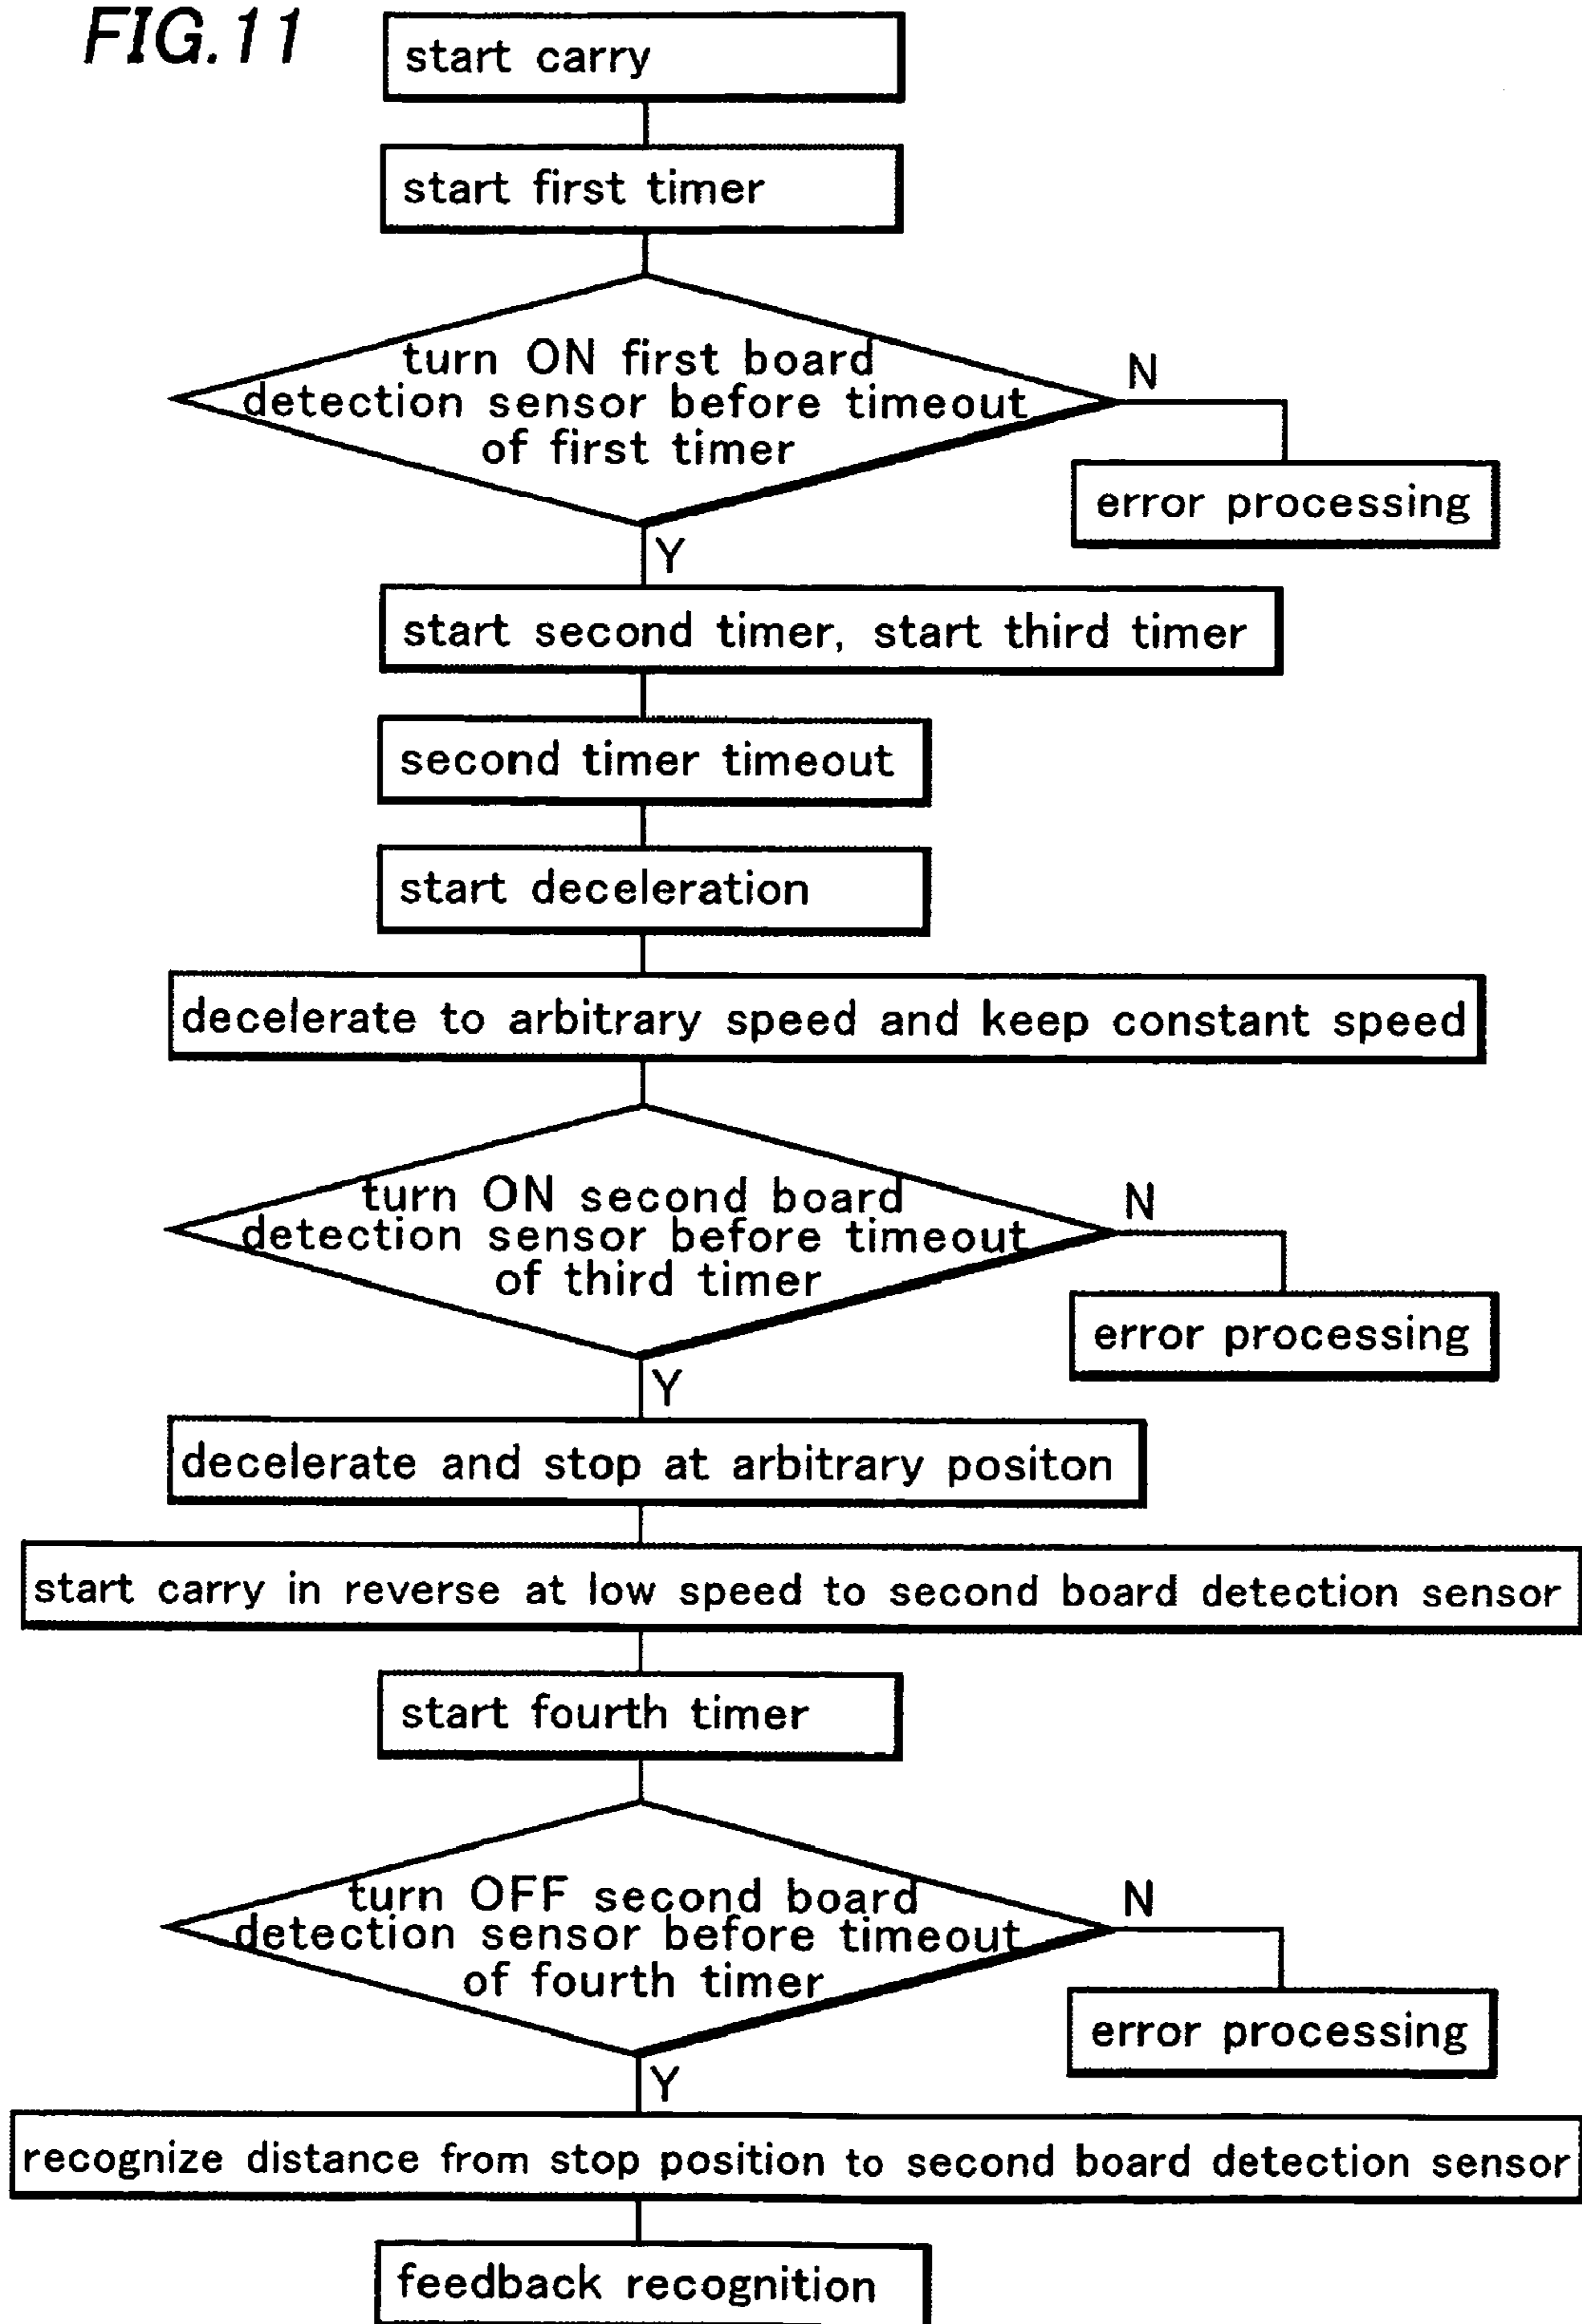 FIG.11
start carry
start first timer
turn ON first board
detection sensor before timeout
of first timer
N
error processing
Y
start second timer, start third timer
second timer timeout
start deceleration
decelerate to arbitrary speed and keep constant speed
turn ON second board
detection sensor before timeout
of third timer
N
error processing
Y
decelerate and stop at arbitrary positon
start carry in reverse at low speed to second board detection sensor
start fourth timer
turn OFF second board
detection sensor before timeout
of fourth timer
N
error processing
Y
recognize distance from stop position to second board detection sensor
feedback recognition